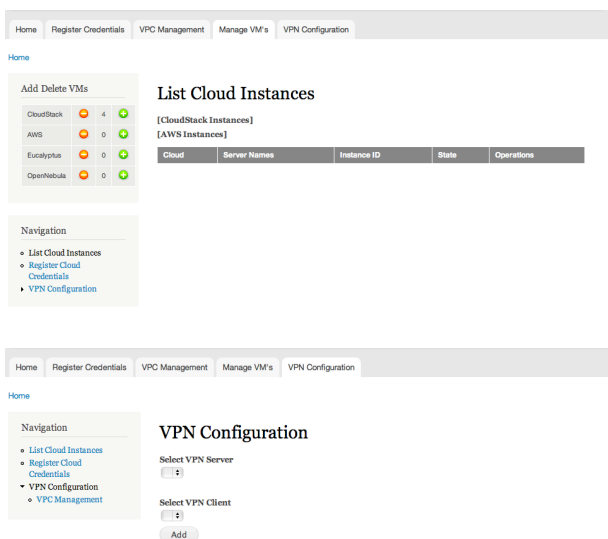 Home Register Credentials VPC Management Manage VM's VPN Configuration
Home
Add Delete VMs
CloudStack 4
AWS 0
Eucalyptus 0
OpenNebula 0
List Cloud Instances
[CloudStack Instances]
[AWS Instances]
Cloud Server Names Instance ID State Operations
Navigation
List Cloud Instances
Register Cloud
Credentials
VPN Configuration
Home Register Credentials VPC Management Manage VM's VPN Configuration
Home
Navigation
List Cloud Instances
Register Cloud
Credentials
VPN Configuration
VPC Management
VPN Configuration
Select VPN Server
Select VPN Client
Add